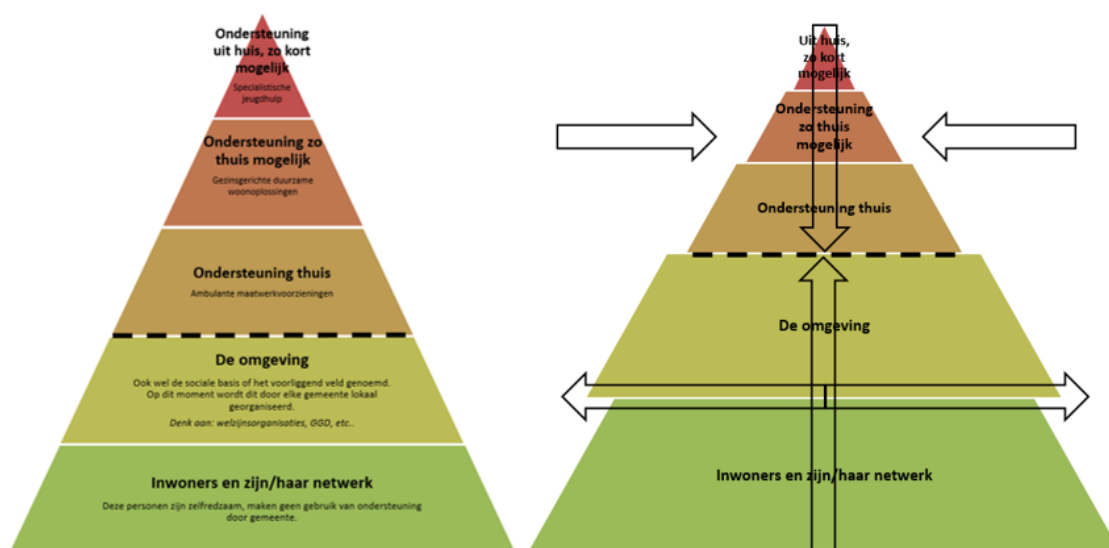 Ondersteuning
uit huis, zo kort
mogelijk
Specialistische
jeugdhulp
Ondersteuning zo
thuis mogelijk
Gezinsgerichte duurzame
woonoplossingen
Ondersteuning thuis
Ambulante maatwerkvoorzieningen
De omgeving
Ook wel de sociale basis of het voorliggend veld genoemd.
Op dit moment wordt dit door elke gemeente lokaal
georganiseerd.
Denk aan: welzijnsorganisaties, GGD, etc..
Inwoners en zijn/haar netwerk
Deze personen zijn zelfredzaam, maken geen gebruik van ondersteuning
door gemeente.
Uit huis,
zo kort
mogelijk
Ondersteuning
zo thuis
mogelijk
Ondersteuning thuis
De omgeving
Inwoners en zijn/haar netwerk